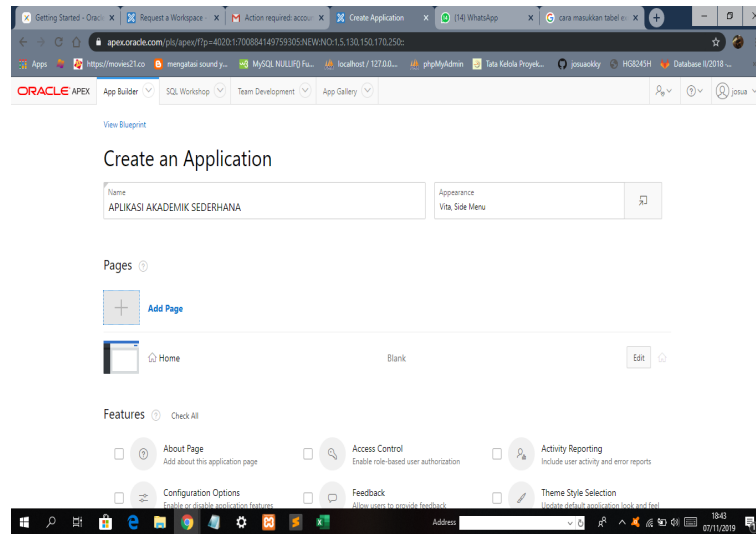 Getting Started - Oracl
Request a Workspace -
Action required: accour
Create Application
(14) WhatsApp
cara masukkan tabel e
apex.oracle.com/pls/apex/f?p=4020:1:700884149759305:NEW:NO:1,5,130,150,170,250::
Apps
https://movies21.co
mengatasi sound y...
MySQL NULLIF() Fu...
localhost / 127.0.0....
phpMyAdmin
Tata Kelola Proyek...
josuaokky
HG8245H
Database II/2018 -...
ORACLE APEX
App Builder
SQL Workshop
Team Development
App Gallery
josua
View Blueprint
Create an Application
Name
APLIKASI AKADEMIK SEDERHANA
Appearance
Vita, Side Menu
Pages
Add Page
Home
Blank
Edit
Features
Check All
About Page
Add about this application page
Access Control
Enable role-based user authorization
Activity Reporting
Include user activity and error reports
Configuration Options
Enable or disable application features
Feedback
Allow users to provide feedback
Theme Style Selection
Update default application look and feel
Address
18:43
07/11/2019